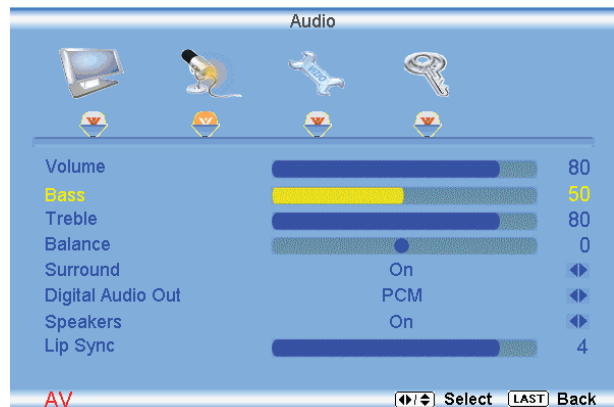 Audio
VIZIO
Volume 80
Bass 50
Treble 80
Balance 0
Surround On
Digital Audio Out PCM
Speakers On
Lip Sync 4
AV Select LAST Back